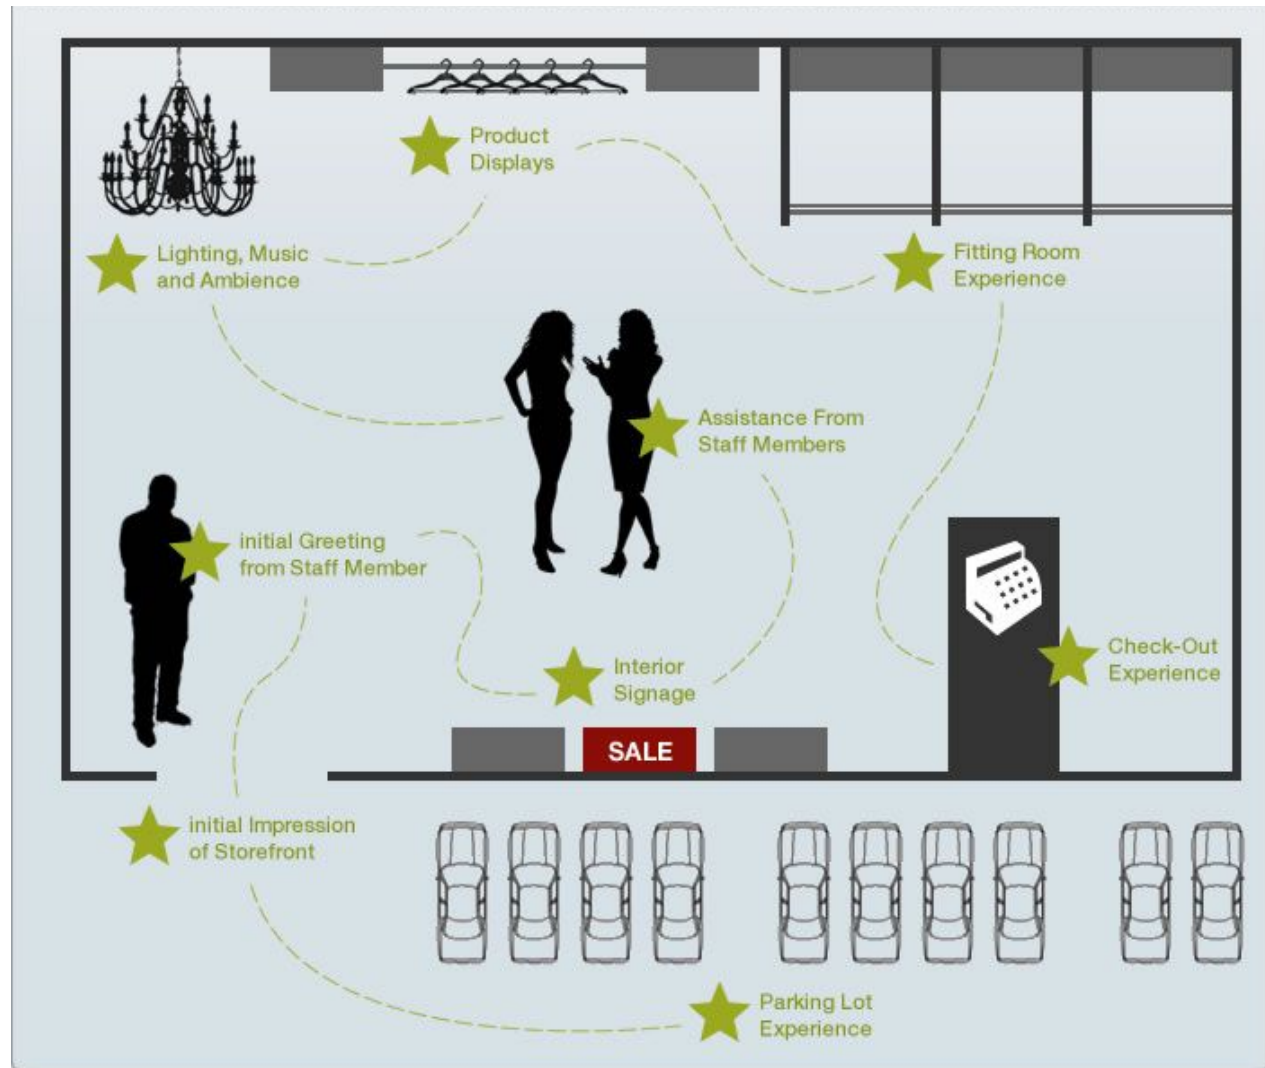 Product
Displays
Lighting, Music
and Ambience
Fitting Room
Experience
Assistance From
Staff Members
initial Greeting
from Staff Member
Interior
Signage
Check-Out
Experience
SALE
initial Impression
of Storefront
Parking Lot
Experience